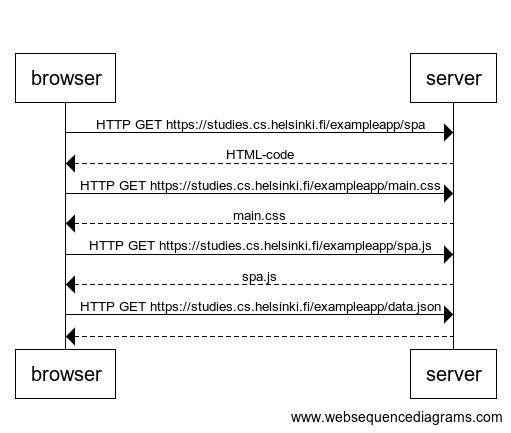 browser server
HTTP GET https://studies.cs.helsinki.fi/exampleapp/spa
HTML-code
HTTP GET https://studies.cs.helsinki.fi/exampleapp/main.css
main.css
HTTP GET https://studies.cs.helsinki.fi/exampleapp/spa.js
spa.js
HTTP GET https://studies.cs.helsinki.fi/exampleapp/data.json
browser server
www.websequencediagrams.com